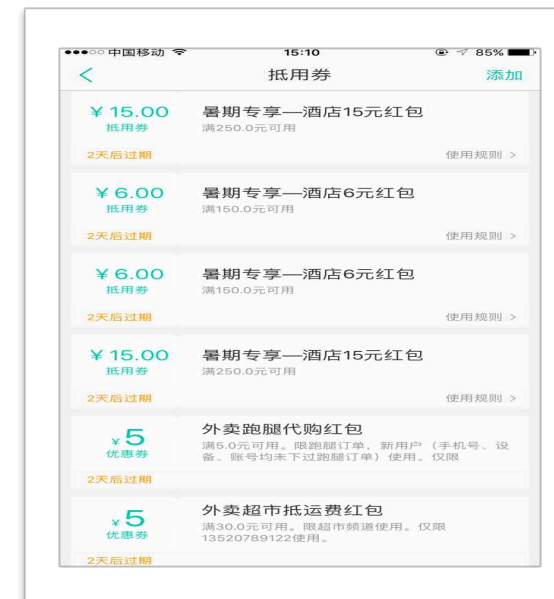 中国移动 15:10 85%
抵用券 添加
¥15.00 暑期专享—酒店15元红包
抵用券 满250.0元可用
2天后过期 使用规则 >
¥6.00 暑期专享—酒店6元红包
抵用券 满150.0元可用
2天后过期 使用规则 >
¥6.00 暑期专享—酒店6元红包
抵用券 满150.0元可用
2天后过期 使用规则 >
¥15.00 暑期专享—酒店15元红包
抵用券 满250.0元可用
2天后过期 使用规则 >
¥5 外卖跑腿代购红包
优惠券 满5.0元可用。限跑腿订单，新用户（手机号、设
备、账号均未下过跑腿订单）使用。仅限
2天后过期
¥5 外卖超市抵运费红包
优惠券 满30.0元可用。限超市频道使用。仅限
13520789122使用。
2天后过期